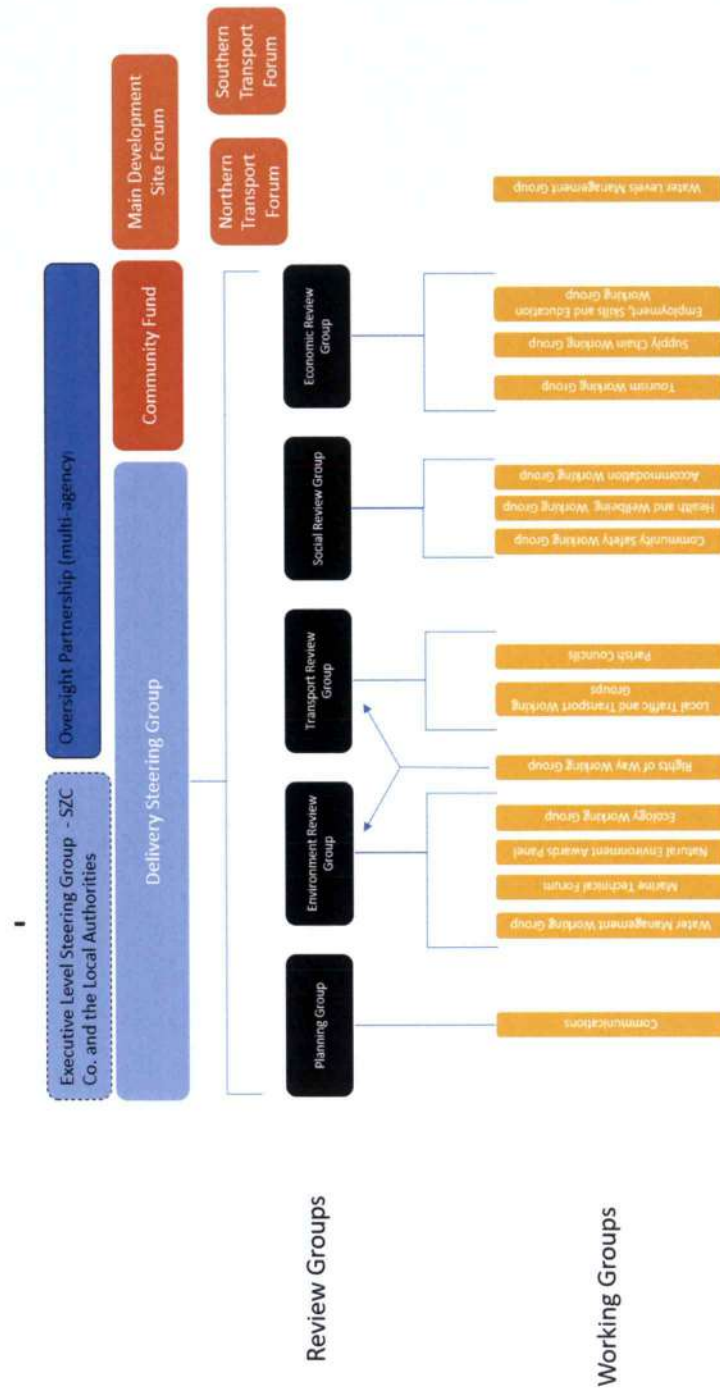 Executive Level Steering Group - SZC
Co. and the Local Authorities
Oversight Partnership (multi-agency
Delivery Steering Group
Community Fund
Main Development
Site Forum
Northern
Transport
Forum
Southern
Transport
Forum
Review Groups
Planning Group
Environment Review
Group
Transport Review
Group
Social Review Group
Economic Review
Group
Working Groups
Communications
Water Management Working Group
Marine Technical Forum
Natural Environment Awards Panel
Ecology Working Group
Rights of Way Working Group
Local Traffic and Transport Working
Groups
Parish Councils
Community Safety Working Group
Health and Wellbeing Working Group
Accommodation Working Group
Tourism Working Group
Supply Chain Working Group
Employment, Skills and Education
Working Group
Water Levels Management Group